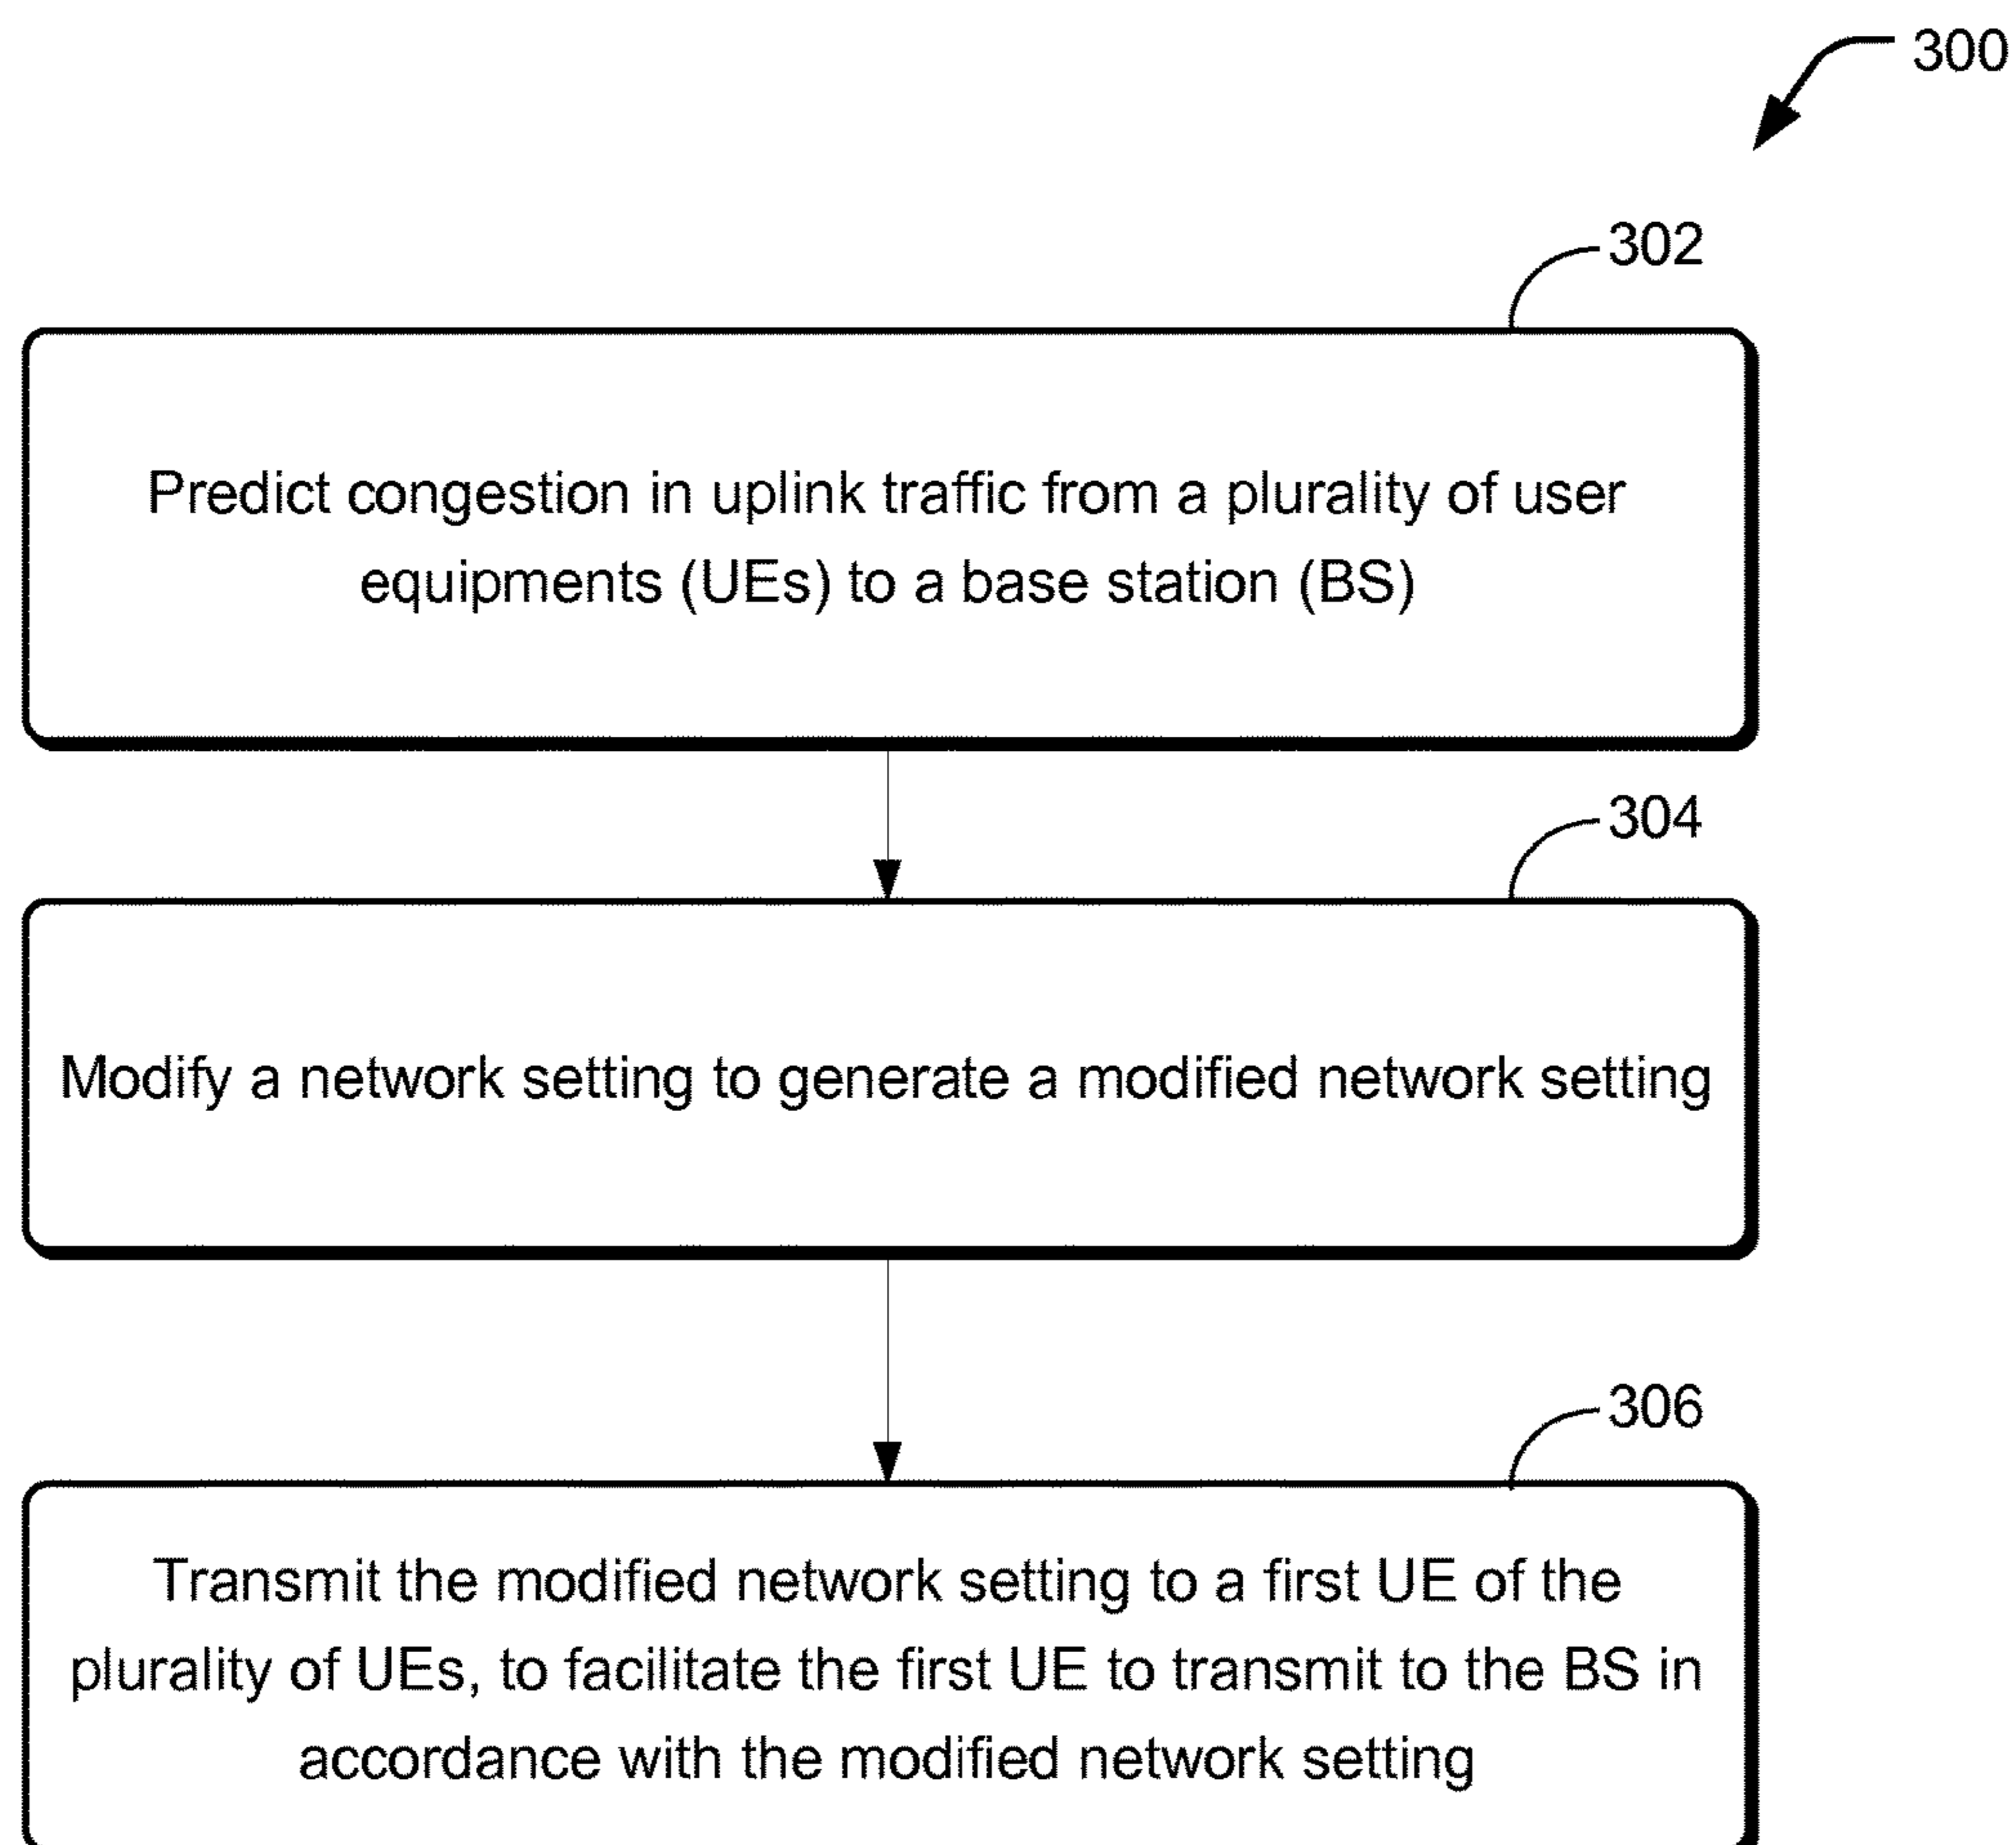 300
302
Predict congestion in uplink traffic from a plurality of user
equipments (UEs) to a base station (BS)
304
Modify a network setting to generate a modified network setting
306
Transmit the modified network setting to a first UE of the
plurality of UEs, to facilitate the first UE to transmit to the BS in
accordance with the modified network setting